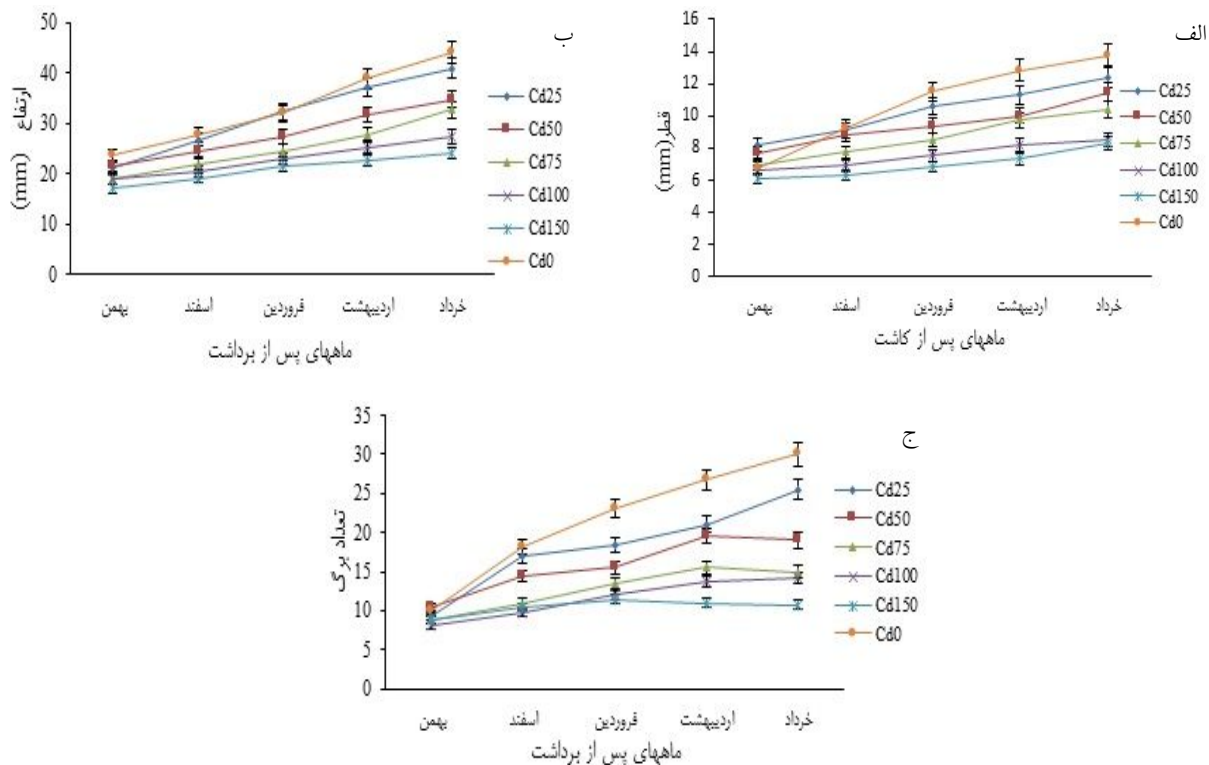 الف
16
14
12
10
8
6
4
2
0
قطر(mm)
Cd25
Cd50
Cd75
Cd100
Cd150
Cd0
بهمن
اسفند
فروردین
اردیبهشت
خرداد
ماههای پس از کاشت
ب
50
40
30
20
10
0
ارتفاع (mm)
Cd25
Cd50
Cd75
Cd100
Cd150
Cd0
بهمن
اسفند
فروردین
اردیبهشت
خرداد
ماههای پس از برداشت
ج
35
30
25
20
15
10
5
0
تعداد برگ
Cd25
Cd50
Cd75
Cd100
Cd150
Cd0
بهمن
اسفند
فروردین
اردیبهشت
خرداد
ماههای پس از برداشت